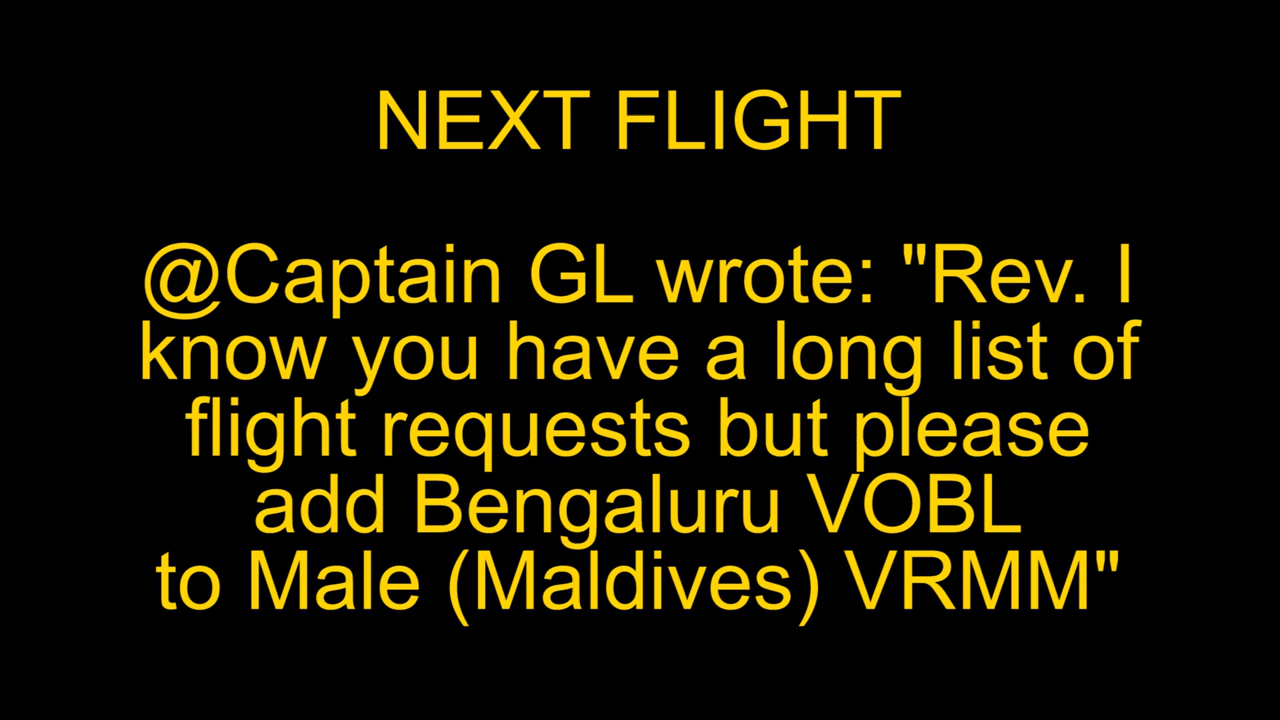 NEXT FLIGHT
@Captain GL wrote: "Rev. I
know you have a long list of
flight requests but please
add Bengaluru VOBL
to Male (Maldives) VRMM"